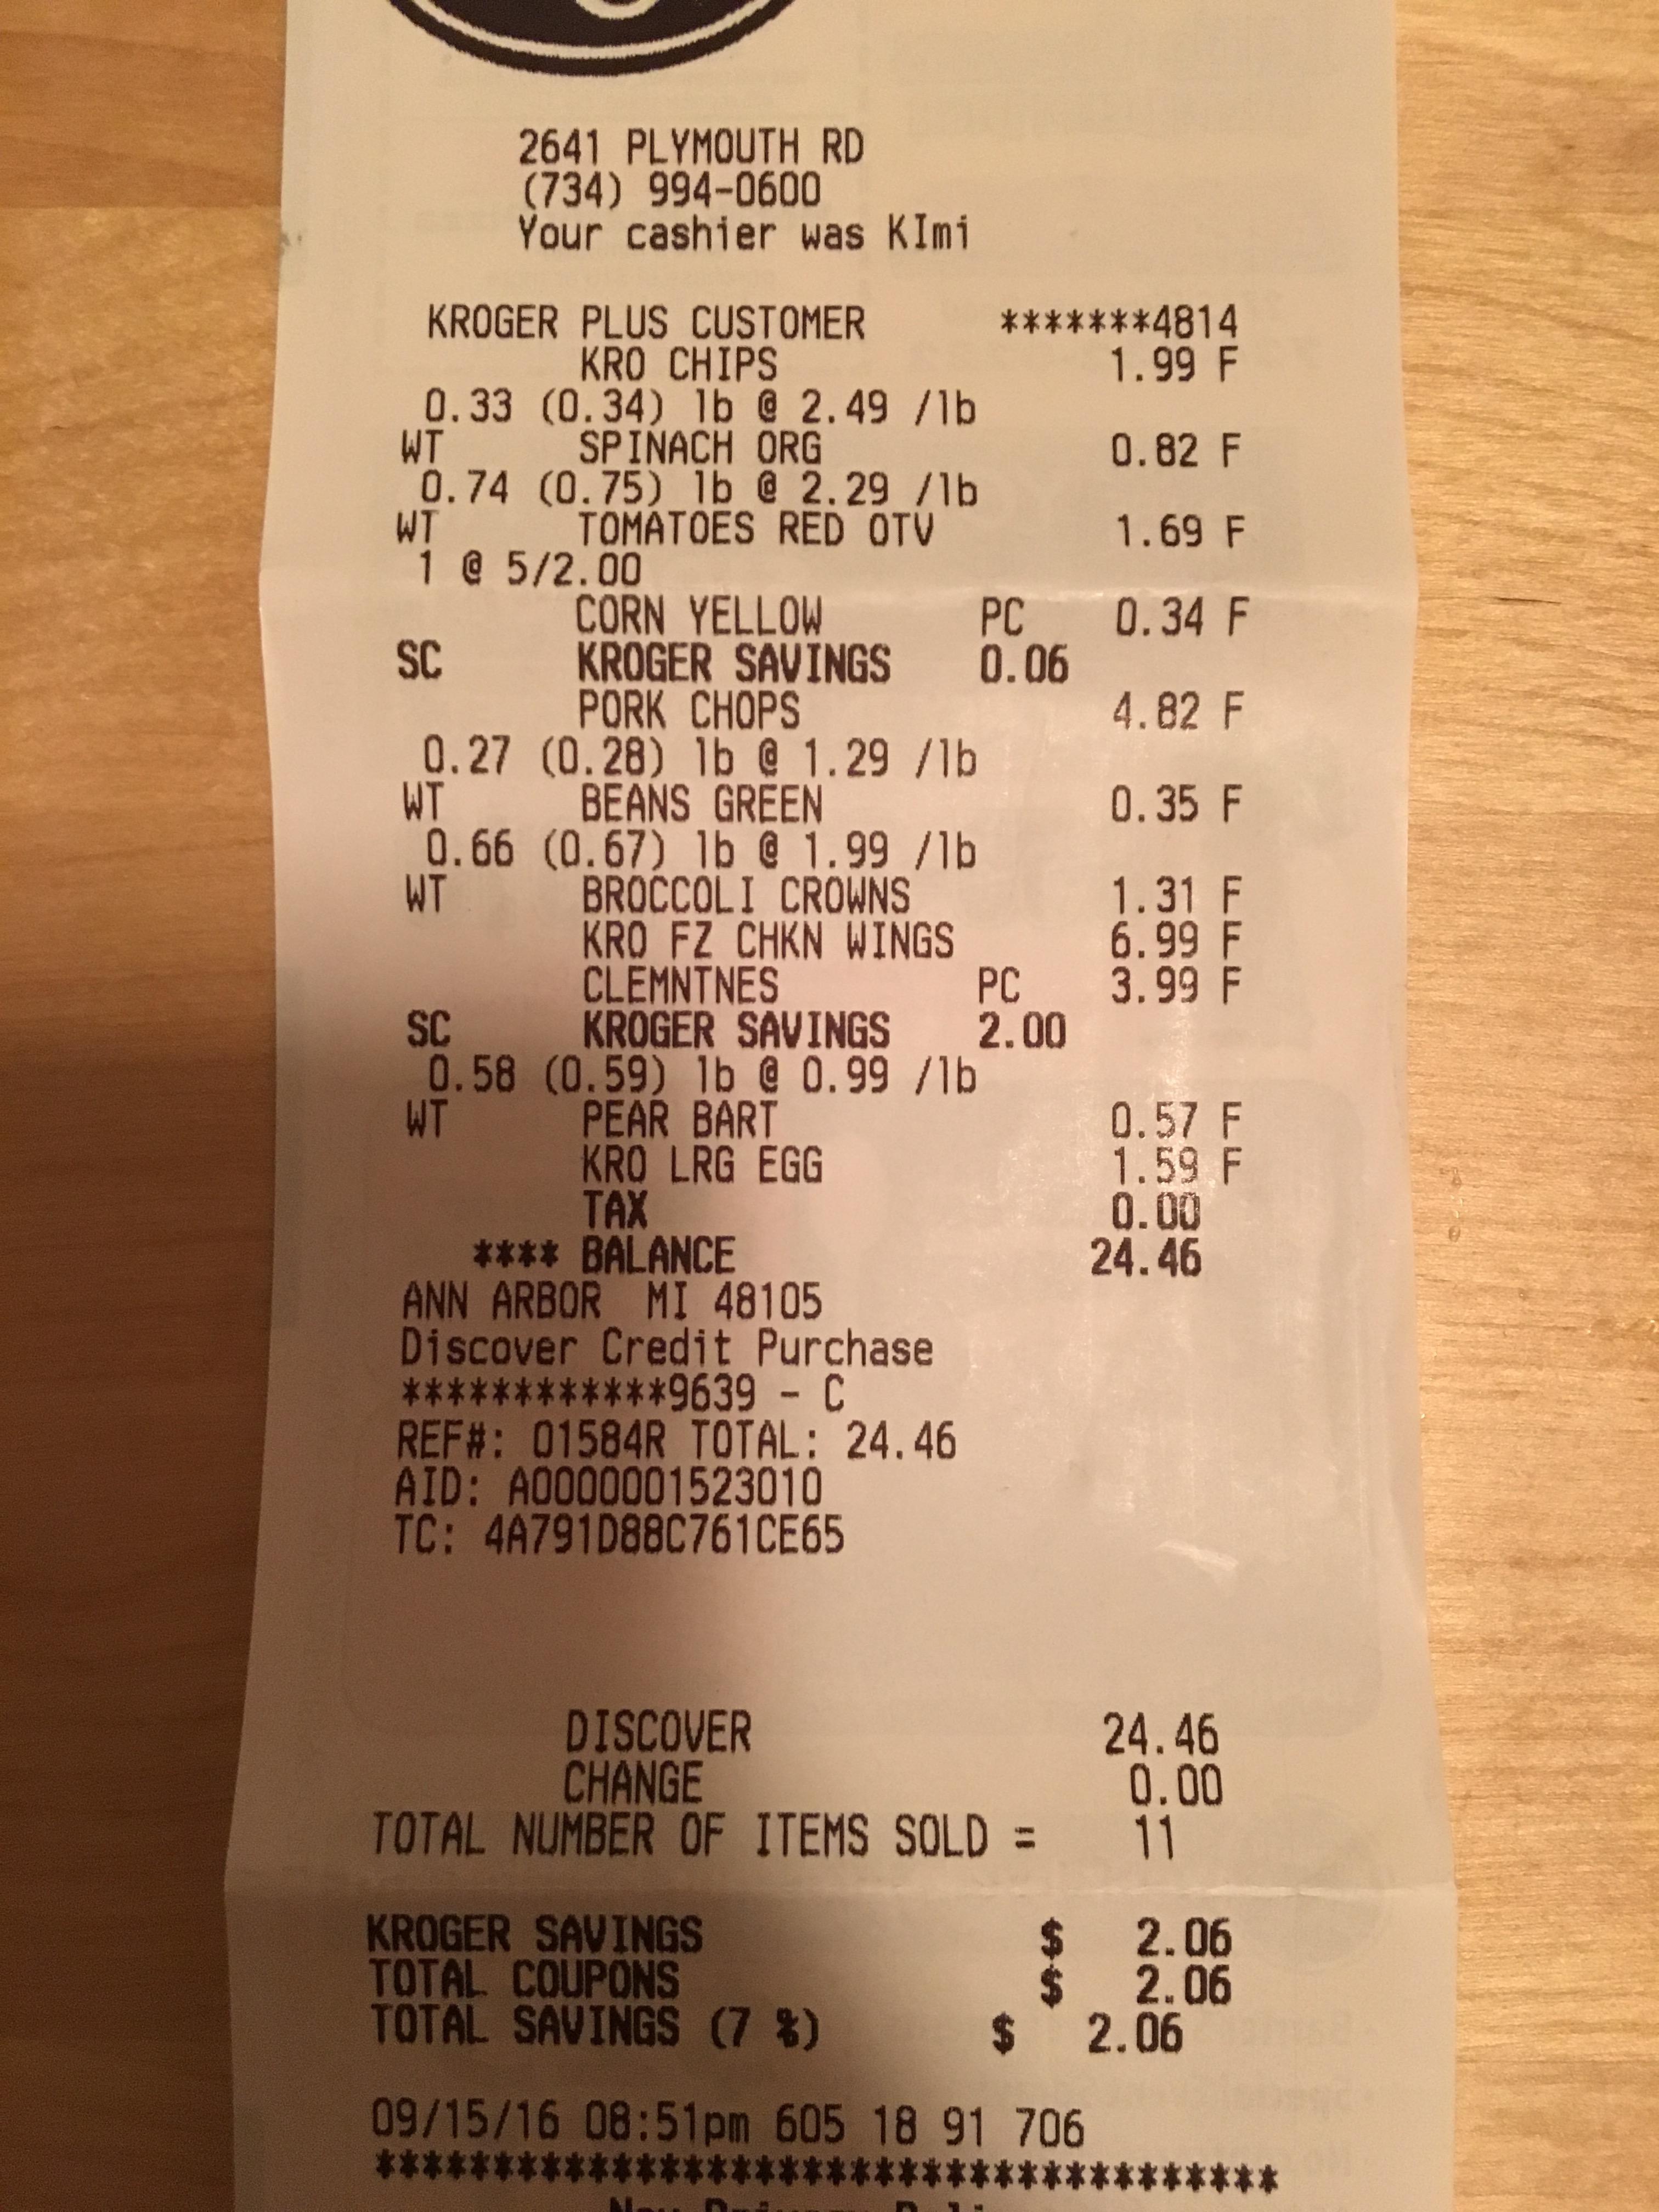 2641 PLYMOUTH RD
(734) 994-0600
Your cashier was KImi
KROGER PLUS CUSTOMER *******4814
KRO CHIPS 1.99 F
0.33 (0.34) lb @ 2.49 /lb
WT SPINACH ORG 0.82 F
0.74 (0.75) lb @ 2.29 /lb
WT TOMATOES RED OTV 1.69 F
1 @ 5/2.00
CORN YELLOW PC 0.34 F
SC KROGER SAVINGS 0.06
PORK CHOPS 4.82 F
0.27 (0.28) lb @ 1.29 /lb
WT BEANS GREEN 0.35 F
0.66 (0.67) lb @ 1.99 /lb
WT BROCCOLI CROWNS 1.31 F
KRO FZ CHKN WINGS 6.99 F
CLEMNTNES PC 3.99 F
SC KROGER SAVINGS 2.00
0.58 (0.59) lb @ 0.99 /lb
WT PEAR BART 0.57 F
KRO LRG EGG 1.59 F
TAX 0.00
**** BALANCE 24.46
ANN ARBOR MI 48105
Discover Credit Purchase
************9639 - C
REF#: 01584R TOTAL: 24.46
AID: A0000001523010
TC: 4A791D88C761CE65
DISCOVER 24.46
CHANGE 0.00
TOTAL NUMBER OF ITEMS SOLD = 11
KROGER SAVINGS $ 2.06
TOTAL COUPONS $ 2.06
TOTAL SAVINGS (7 %) $ 2.06
09/15/16 08:51pm 605 18 91 706
***************************************